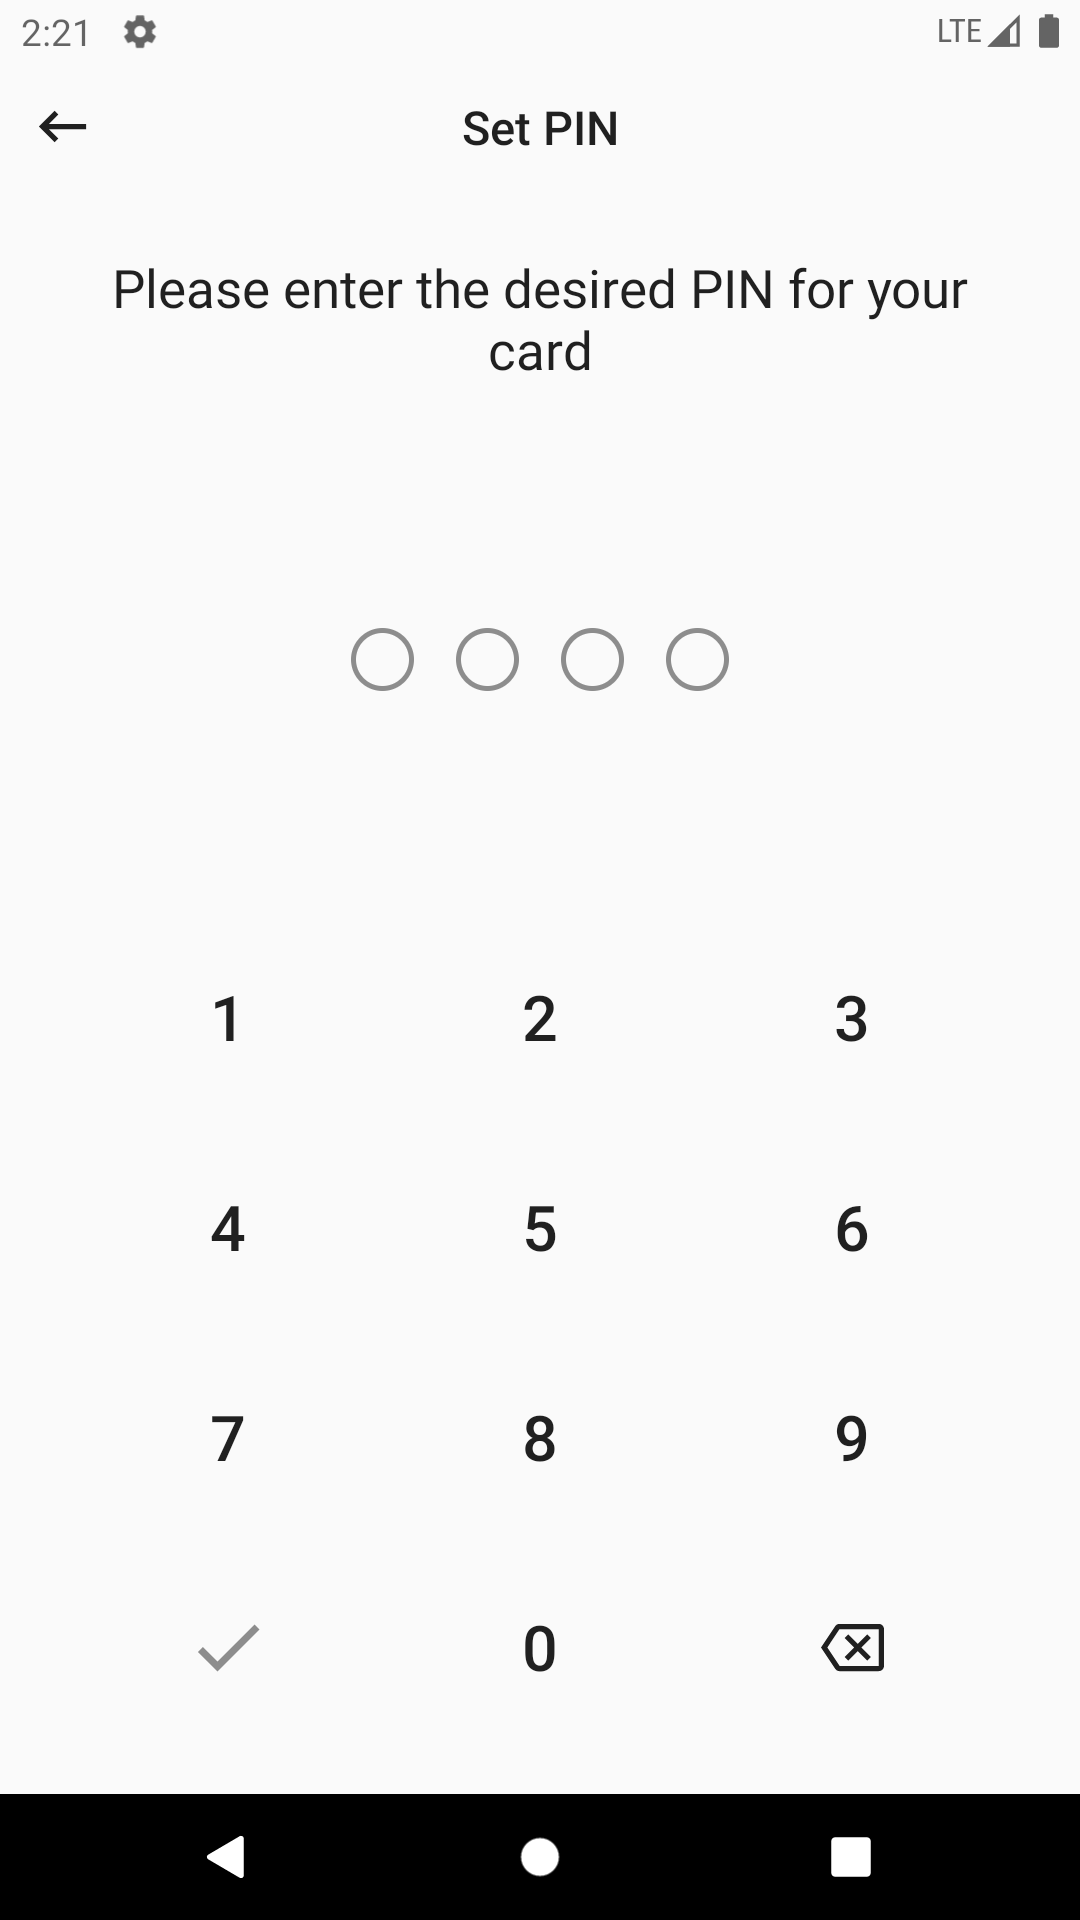 2:21 LTE
Set PIN
Please enter the desired PIN for your
card
1 2 3
4 5 6
7 8 9
0